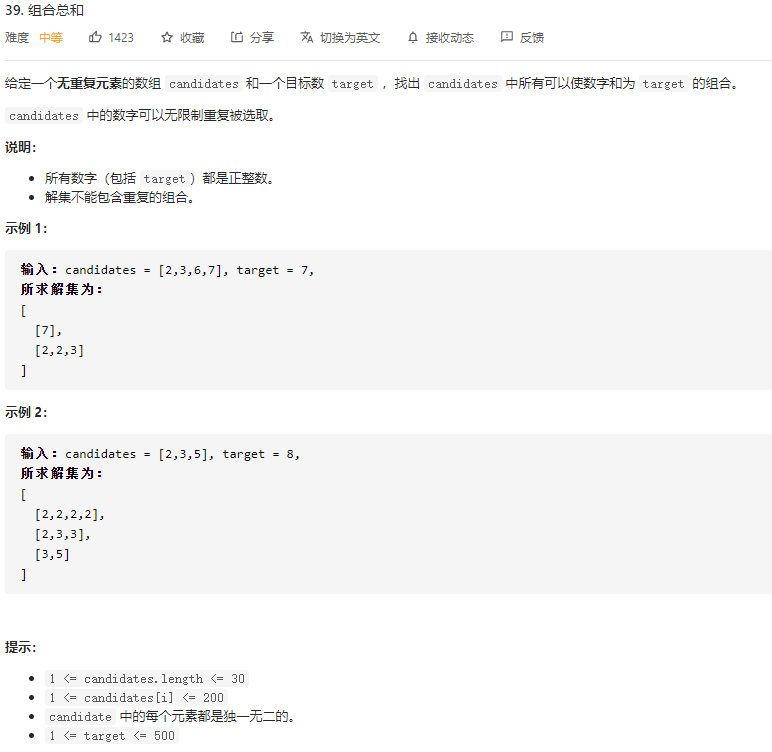 39. 组合总和
难度 中等 1423 收藏 分享 切换为英文 接收动态 反馈
给定一个无重复元素的数组 candidates 和一个目标数 target ，找出 candidates 中所有可以使数字和为 target 的组合。
candidates 中的数字可以无限制重复被选取。
说明：
所有数字（包括 target ）都是正整数。
解集不能包含重复的组合。
示例 1：
输入：candidates = [2,3,6,7], target = 7,
所求解集为：
[
[7],
[2,2,3]
]
示例 2：
输入：candidates = [2,3,5], target = 8,
所求解集为：
[
[2,2,2,2],
[2,3,3],
[3,5]
]
提示：
1 <= candidates.length <= 30
1 <= candidates[i] <= 200
candidate 中的每个元素都是独一无二的。
1 <= target <= 500